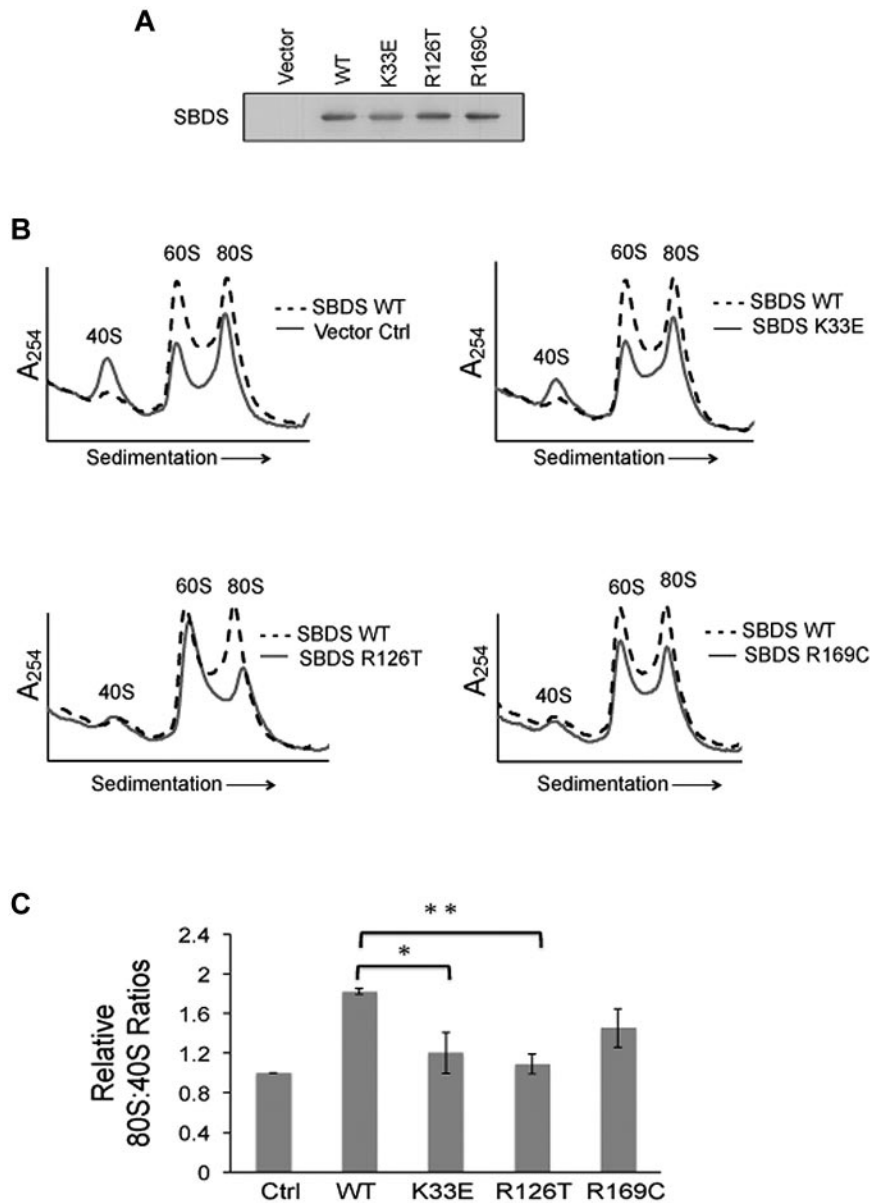 A
Vector
WT
K33E
R126T
R169C
SBDS
B
60S 80S
40S
SBDS WT
Vector Ctrl
A254
Sedimentation
60S 80S
40S
SBDS WT
SBDS K33E
A254
Sedimentation
60S 80S
40S
SBDS WT
SBDS R126T
A254
Sedimentation
60S 80S
40S
SBDS WT
SBDS R169C
A254
Sedimentation
C
Relative
80S:40S Ratios
2.4
2
1.6
1.2
0.8
0.4
0
* *
*
Ctrl WT K33E R126T R169C